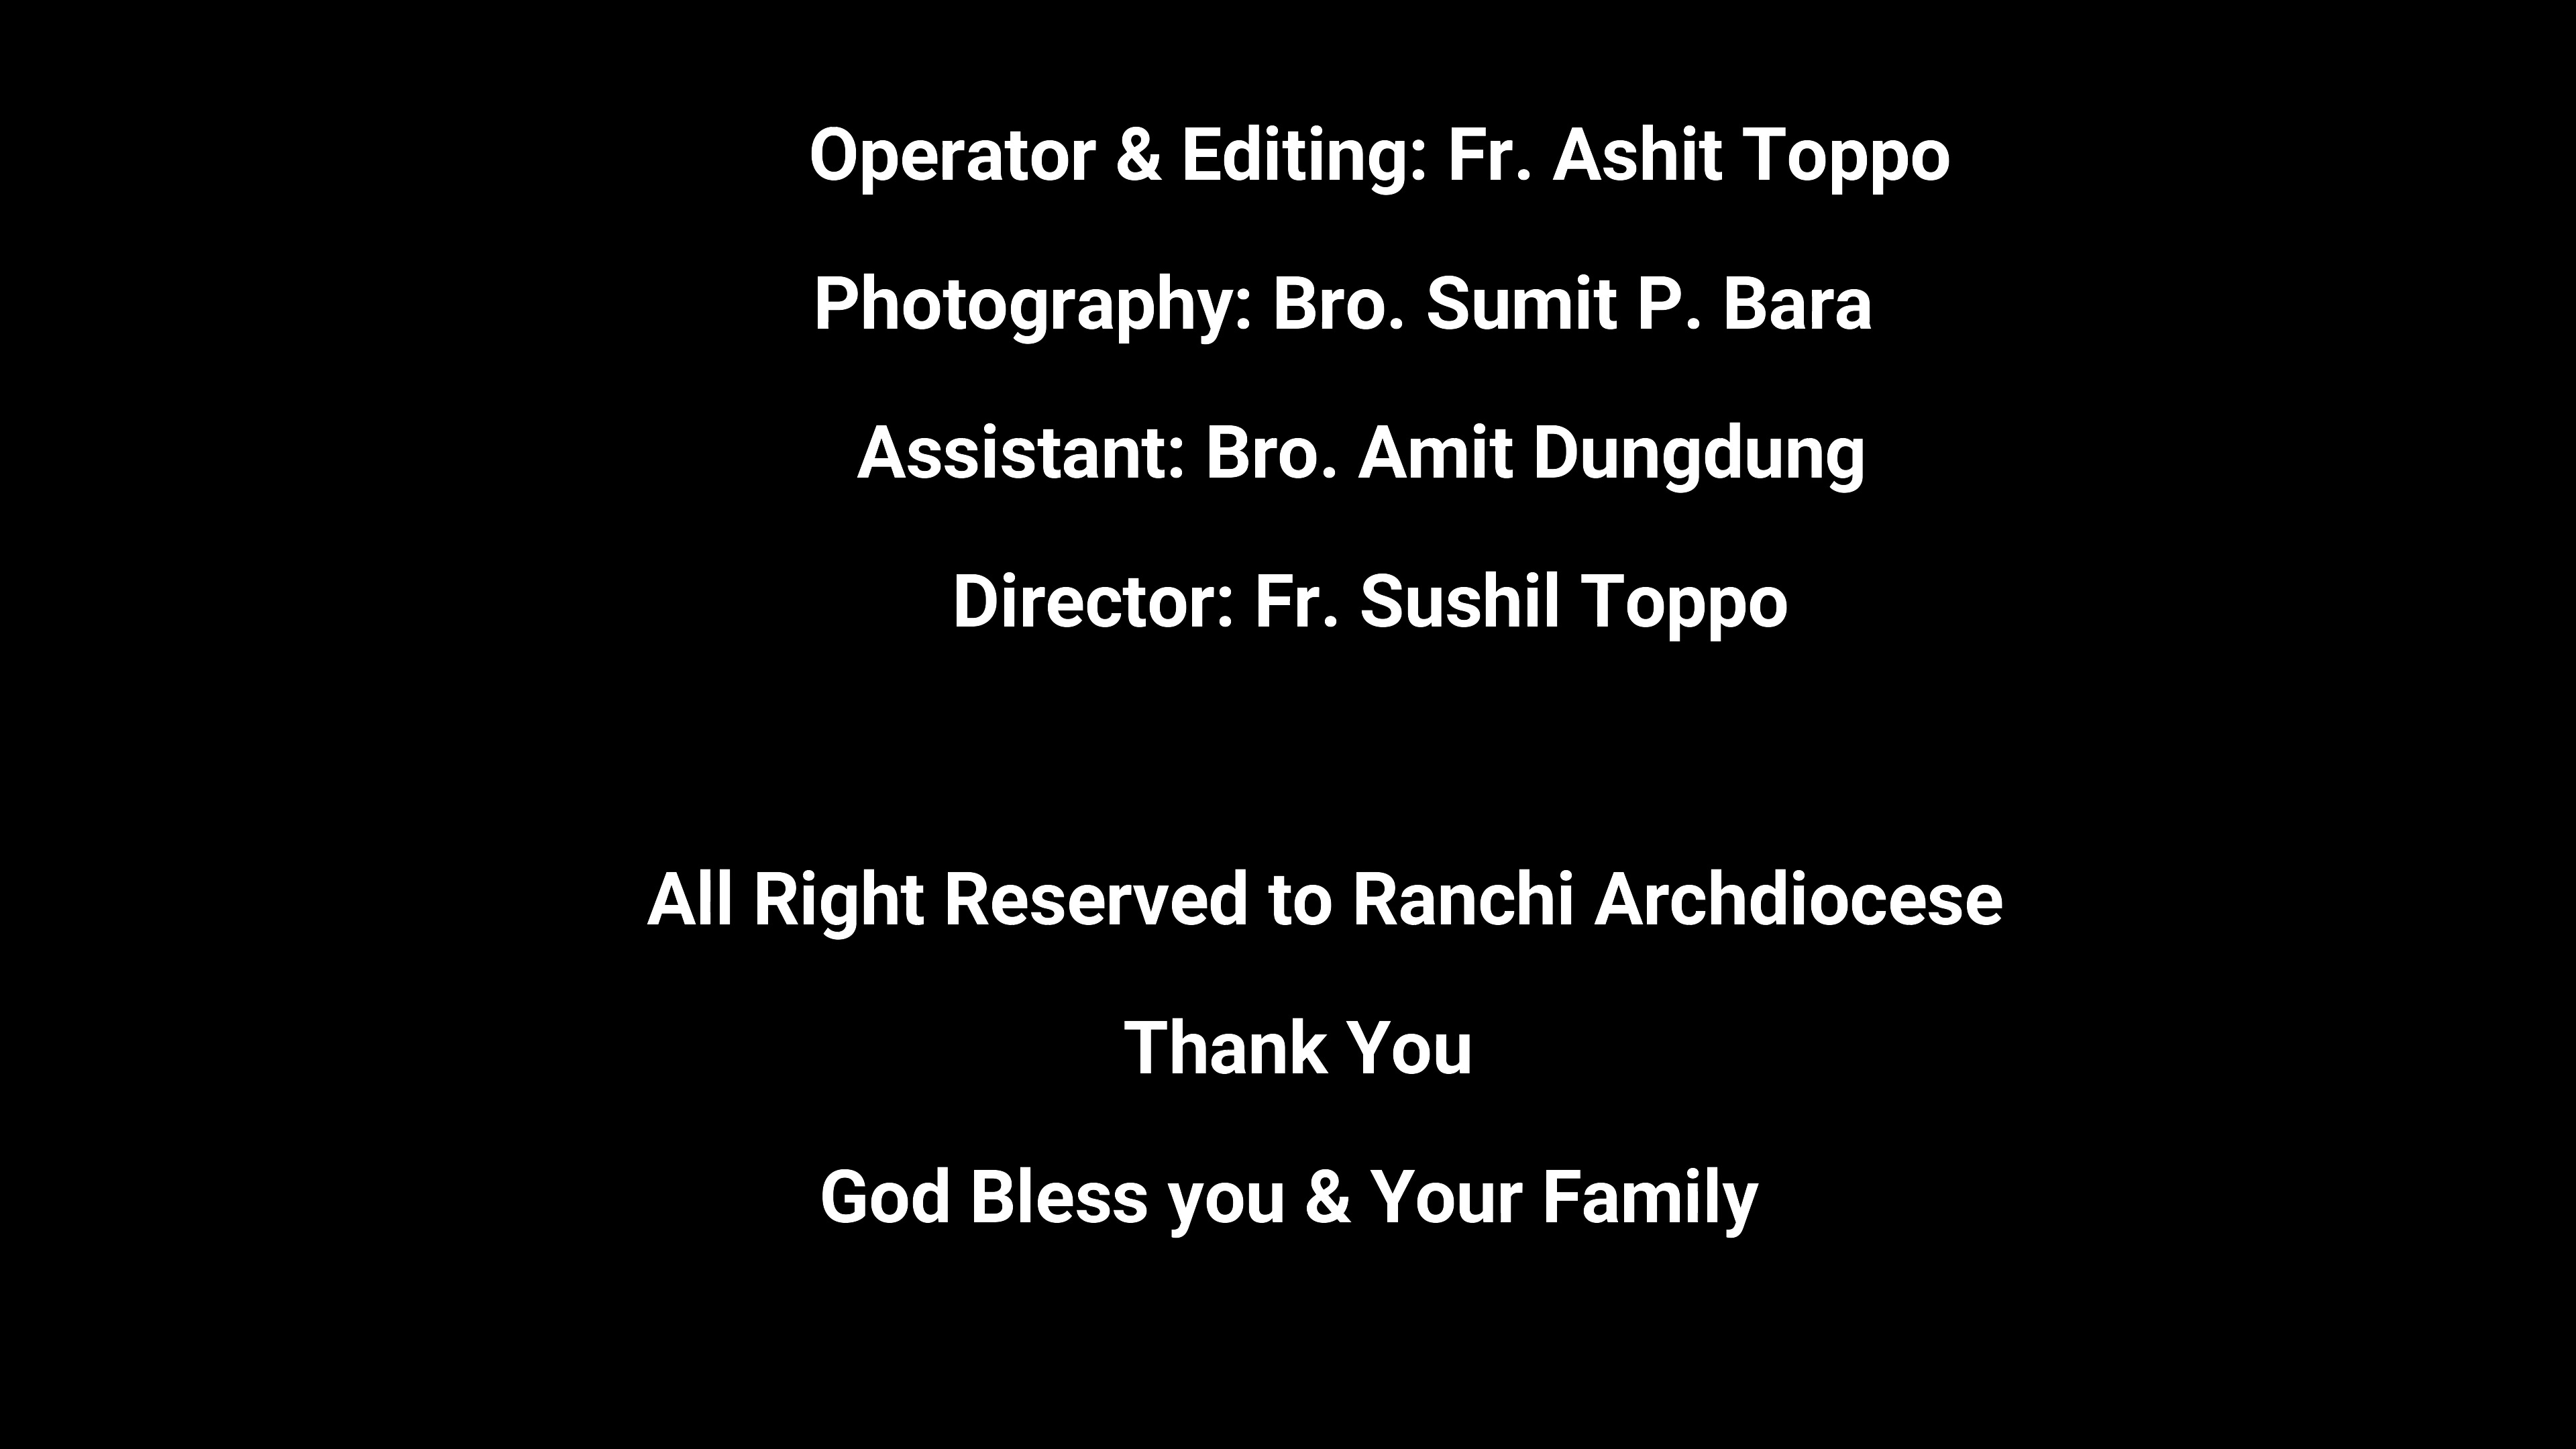 Operator & Editing: Fr. Ashit Toppo
Photography: Bro. Sumit P. Bara
Assistant: Bro. Amit Dungdung
Director: Fr. Sushil Toppo
All Right Reserved to Ranchi Archdiocese
Thank You
God Bless you & Your Family